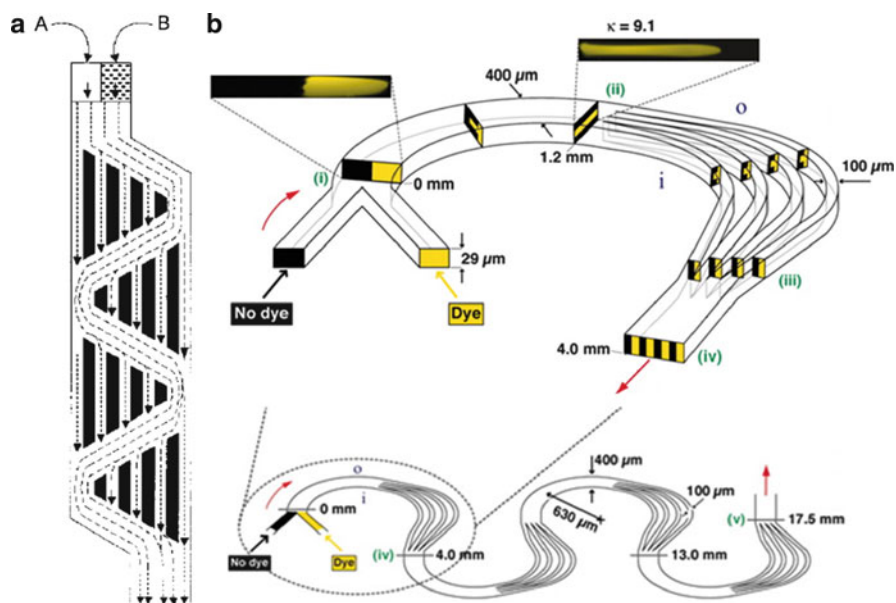 a
A
B
b
κ = 9.1
400 µm
(ii)
o
1.2 mm
100 µm
(i)
0 mm
i
29 µm
No dye
Dye
(iii)
4.0 mm
(iv)
o
i
0 mm
No dye
Dye
(iv)
4.0 mm
400 µm
630 µm
100 µm
(v)
17.5 mm
13.0 mm